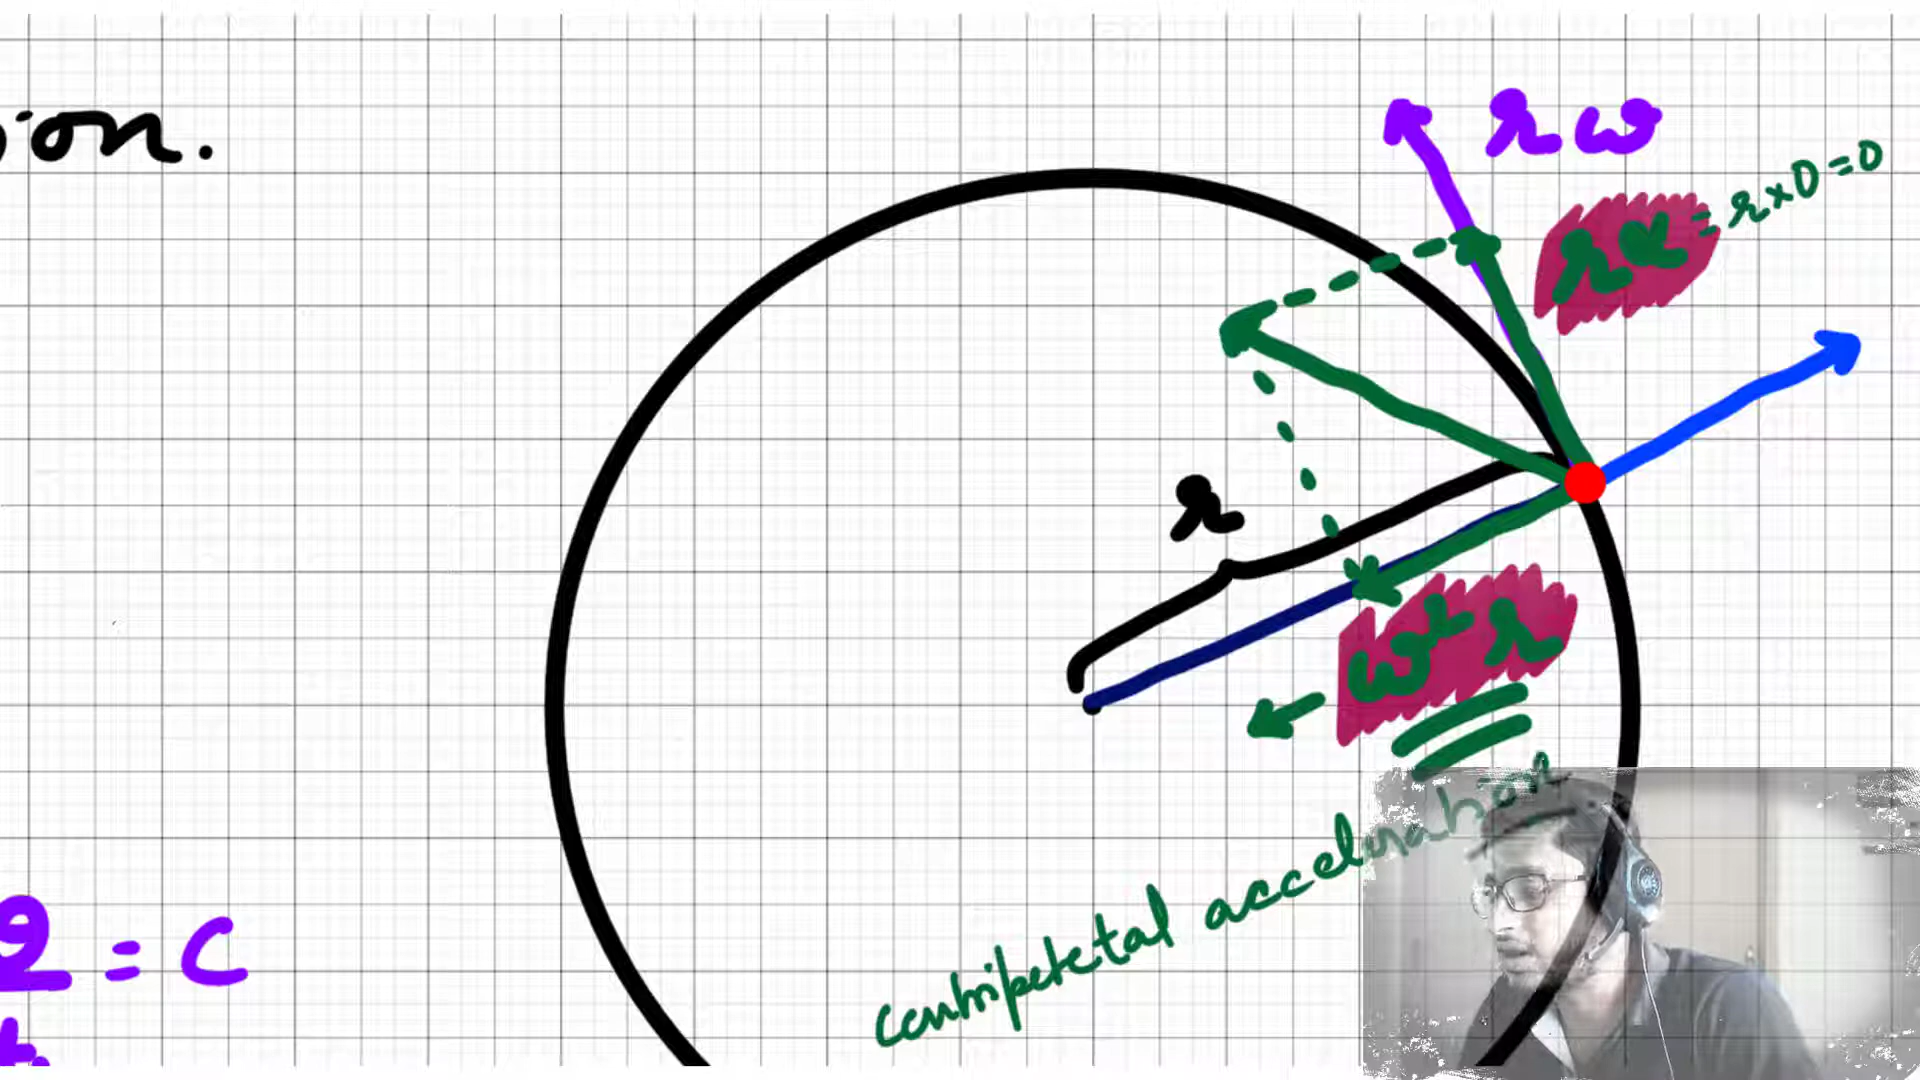 ion.
rω
rα = r×0=0
r
ω²r
centripetetal acceleration
θ = C
t